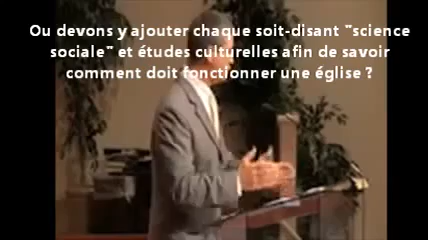 Ou devons y ajouter chaque soit-disant "science
sociale" et études culturelles afin de savoir
comment doit fonctionner une église ?